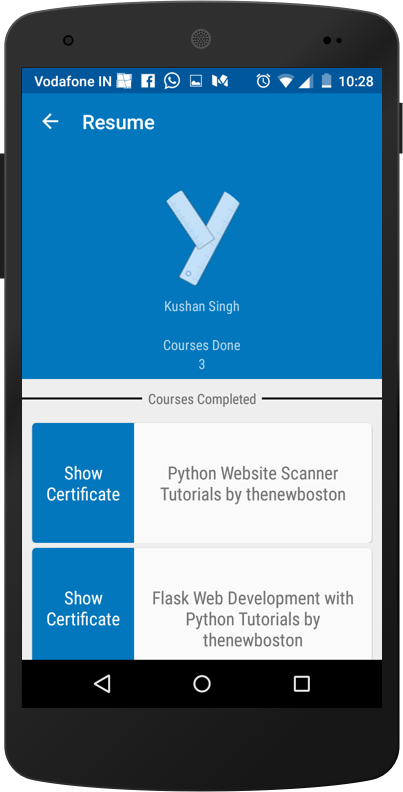 Vodafone IN 10:28
Resume
Kushan Singh
Courses Done
3
Courses Completed
Show
Certificate
Python Website Scanner
Tutorials by thenewboston
Show
Certificate
Flask Web Development with
Python Tutorials by
thenewboston